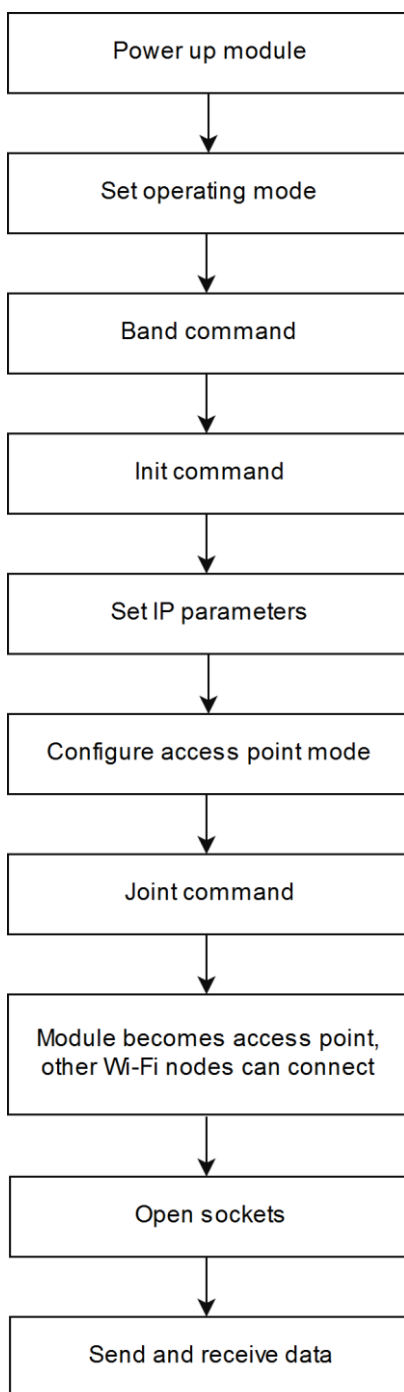 Power up module
Set operating mode
Band command
Init command
Set IP parameters
Configure access point mode
Joint command
Module becomes access point,
other Wi-Fi nodes can connect
Open sockets
Send and receive data